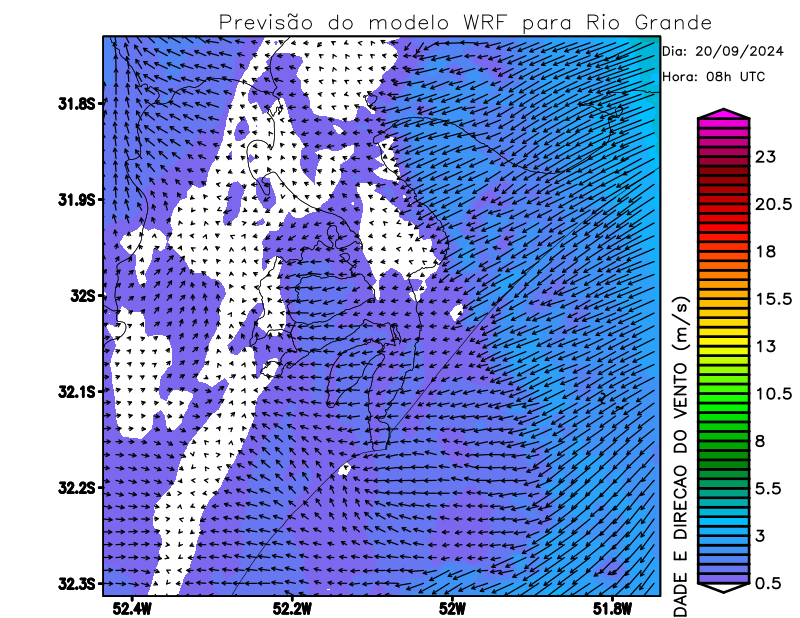 Previsão do modelo WRF para Rio Grande
Dia: 20/09/2024
Hora: 08h UTC
31.8S
31.9S
32S
32.1S
32.2S
32.3S
52.4W
52.2W
52W
51.8W
23
20.5
18
15.5
13
10.5
8
5.5
3
0.5
DADE E DIRECAO DO VENTO (m/s)